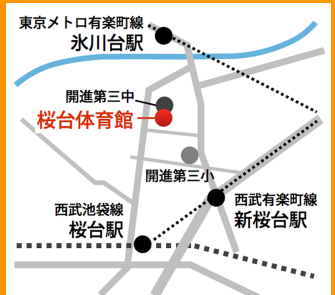 東京メトロ有楽町線
氷川台駅
開進第三中
桜台体育館
開進第三小
西武有楽町線
新桜台駅
西武池袋線
桜台駅